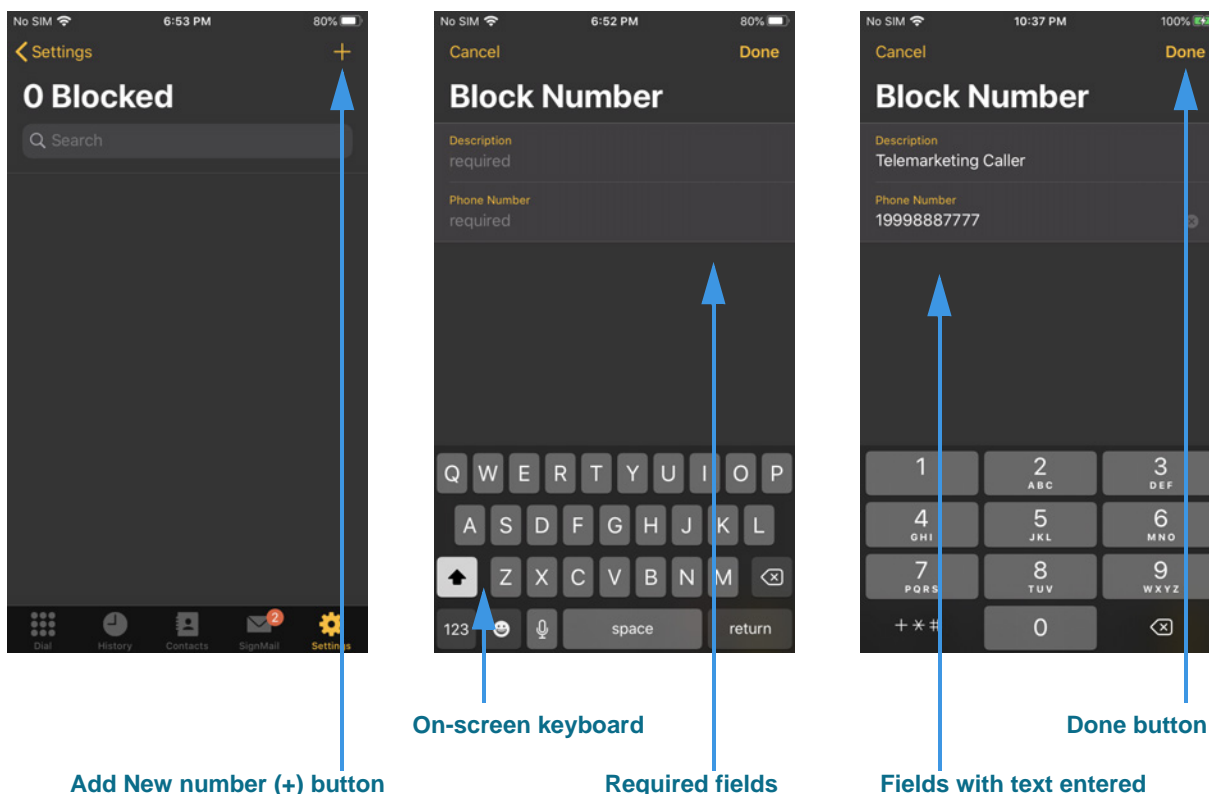 No SIM 6:53 PM 80%
Settings +
0 Blocked
Search
Dial History Contacts SignMail 2 Settings
No SIM 6:52 PM 80%
Cancel Done
Block Number
Description
required
Phone Number
required
Q W E R T Y U I O P
A S D F G H J K L
Z X C V B N M
123 space return
No SIM 10:37 PM 100%
Cancel Done
Block Number
Description
Telemarketing Caller
Phone Number
19998887777
1 2 ABC 3 DEF
4 GHI 5 JKL 6 MNO
7 PQRS 8 TUV 9 WXYZ
+ * # 0
On-screen keyboard
Done button
Add New number (+) button
Required fields
Fields with text entered